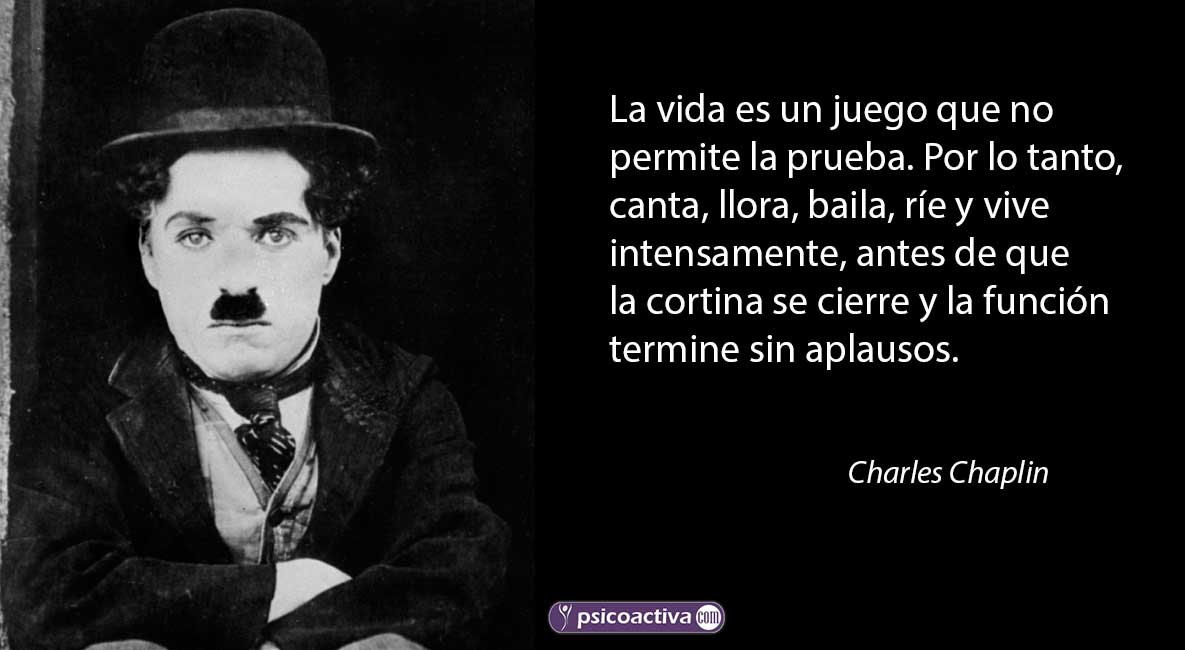 La vida es un juego que no
permite la prueba. Por lo tanto,
canta, llora, baila, ríe y vive
intensamente, antes de que
la cortina se cierre y la función
termine sin aplausos.
Charles Chaplin
psicoactiva.com